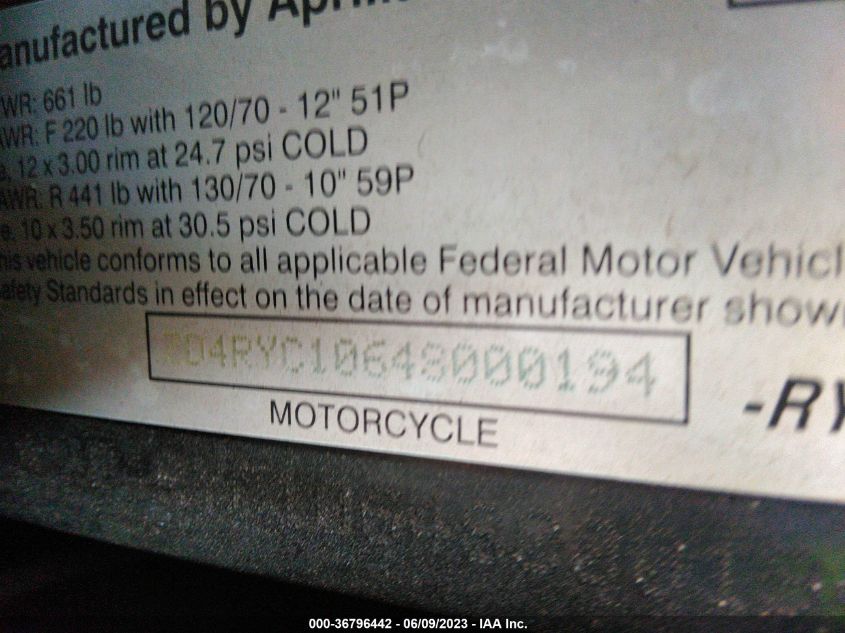 anufactured by Apri
WR: 661 lb
WR: F 220 lb with 120/70 - 12" 51P
e. 12 x 3.00 rim at 24.7 psi COLD
AWR: R 441 lb with 130/70 - 10" 59P
e. 10 x 3.50 rim at 30.5 psi COLD
his vehicle conforms to all applicable Federal Motor Vehicl
afety Standards in effect on the date of manufacturer show
D4RYC10648000194
MOTORCYCLE
-RY
000-36796442 - 06/09/2023 - IAA Inc.